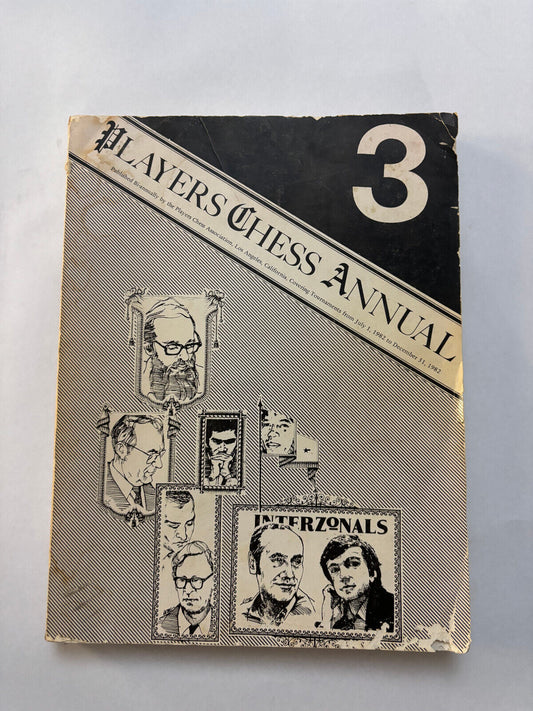 3
PLAYERS CHESS ANNUAL
Published Biannually by the Players Chess Association, Los Angeles, California. Covering Tournaments from July 1, 1982 to December 31, 1982
INTERZONALS